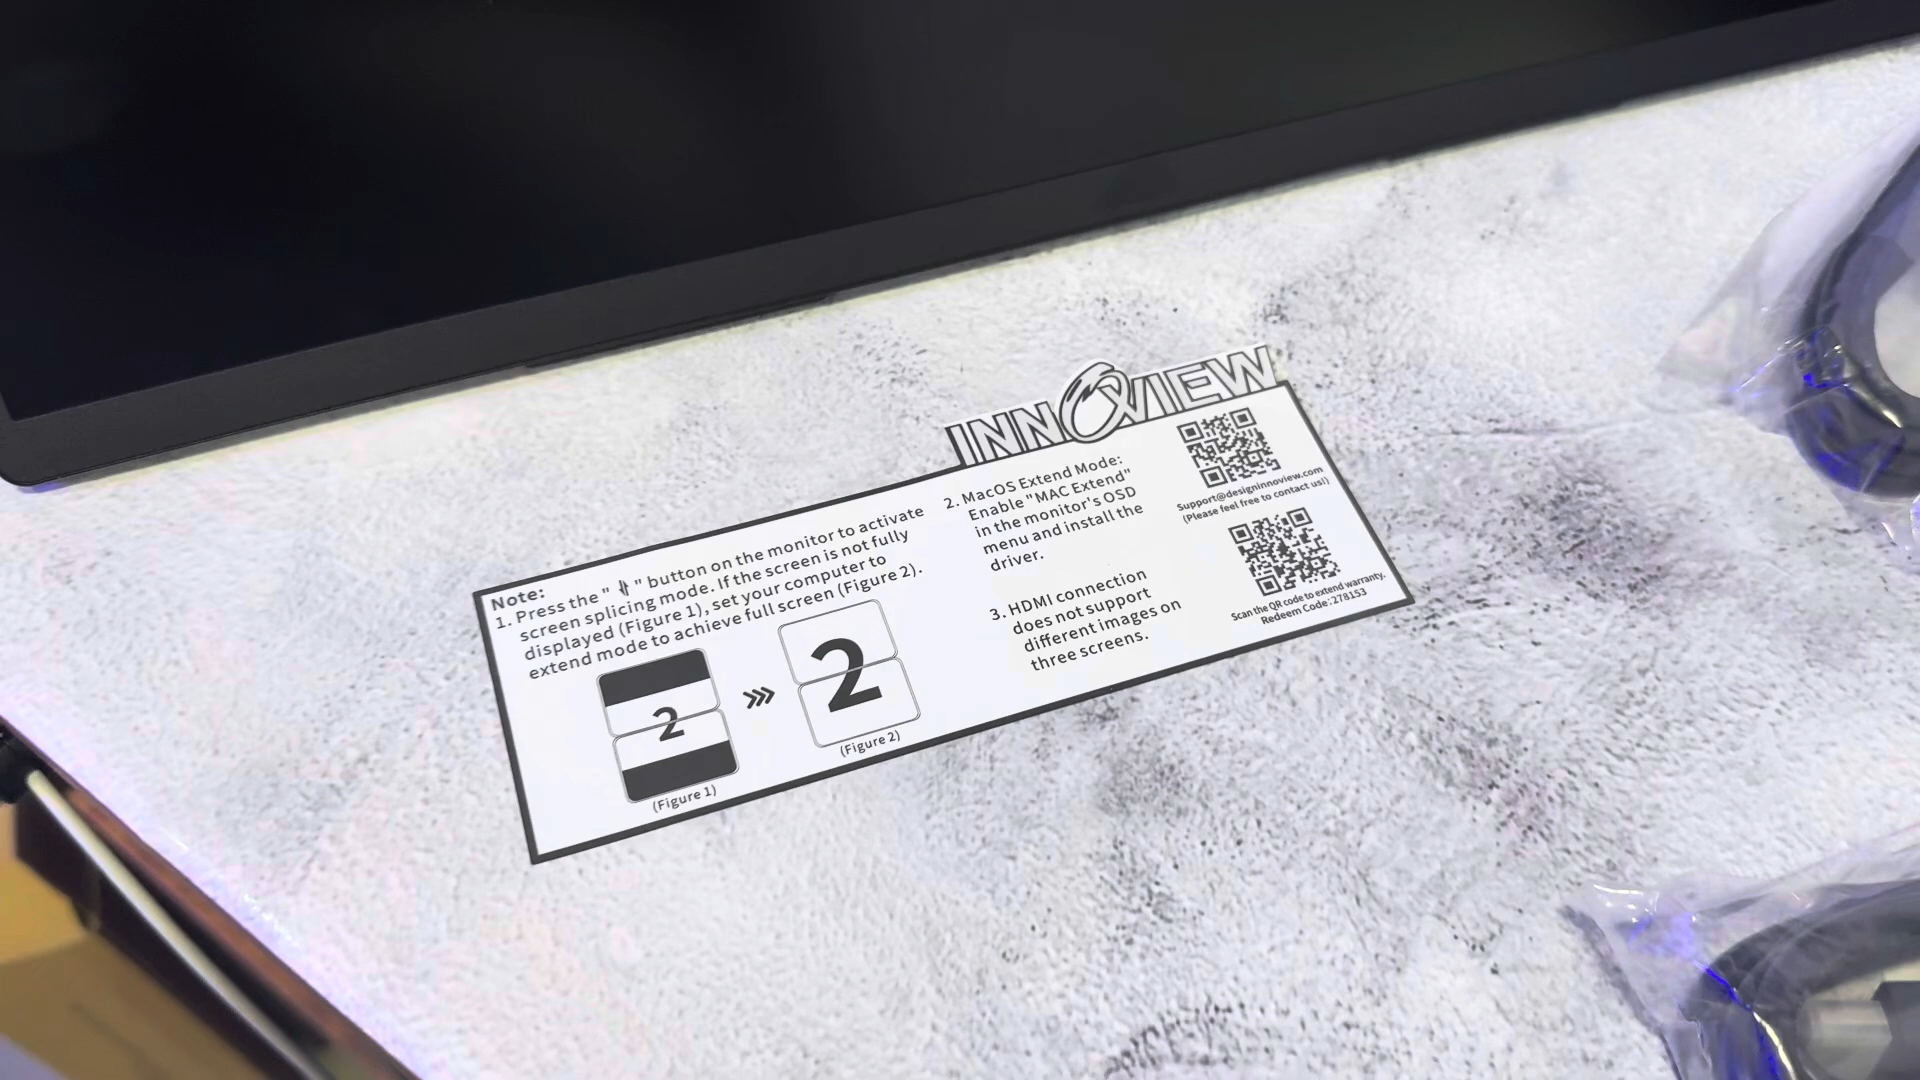 INNOVIEW
Note:
1. Press the " " button on the monitor to activate
screen splicing mode. If the screen is not fully
displayed (Figure 1), set your computer to
extend mode to achieve full screen (Figure 2).
2
(Figure 1)
2
(Figure 2)
2. MacOS Extend Mode:
Enable "MAC Extend"
in the monitor's OSD
menu and install the
driver.
3. HDMI connection
does not support
different images on
three screens.
Support@designinnoview.com
(Please feel free to contact us!)
Scan the QR code to extend warranty.
Redeem Code:278153